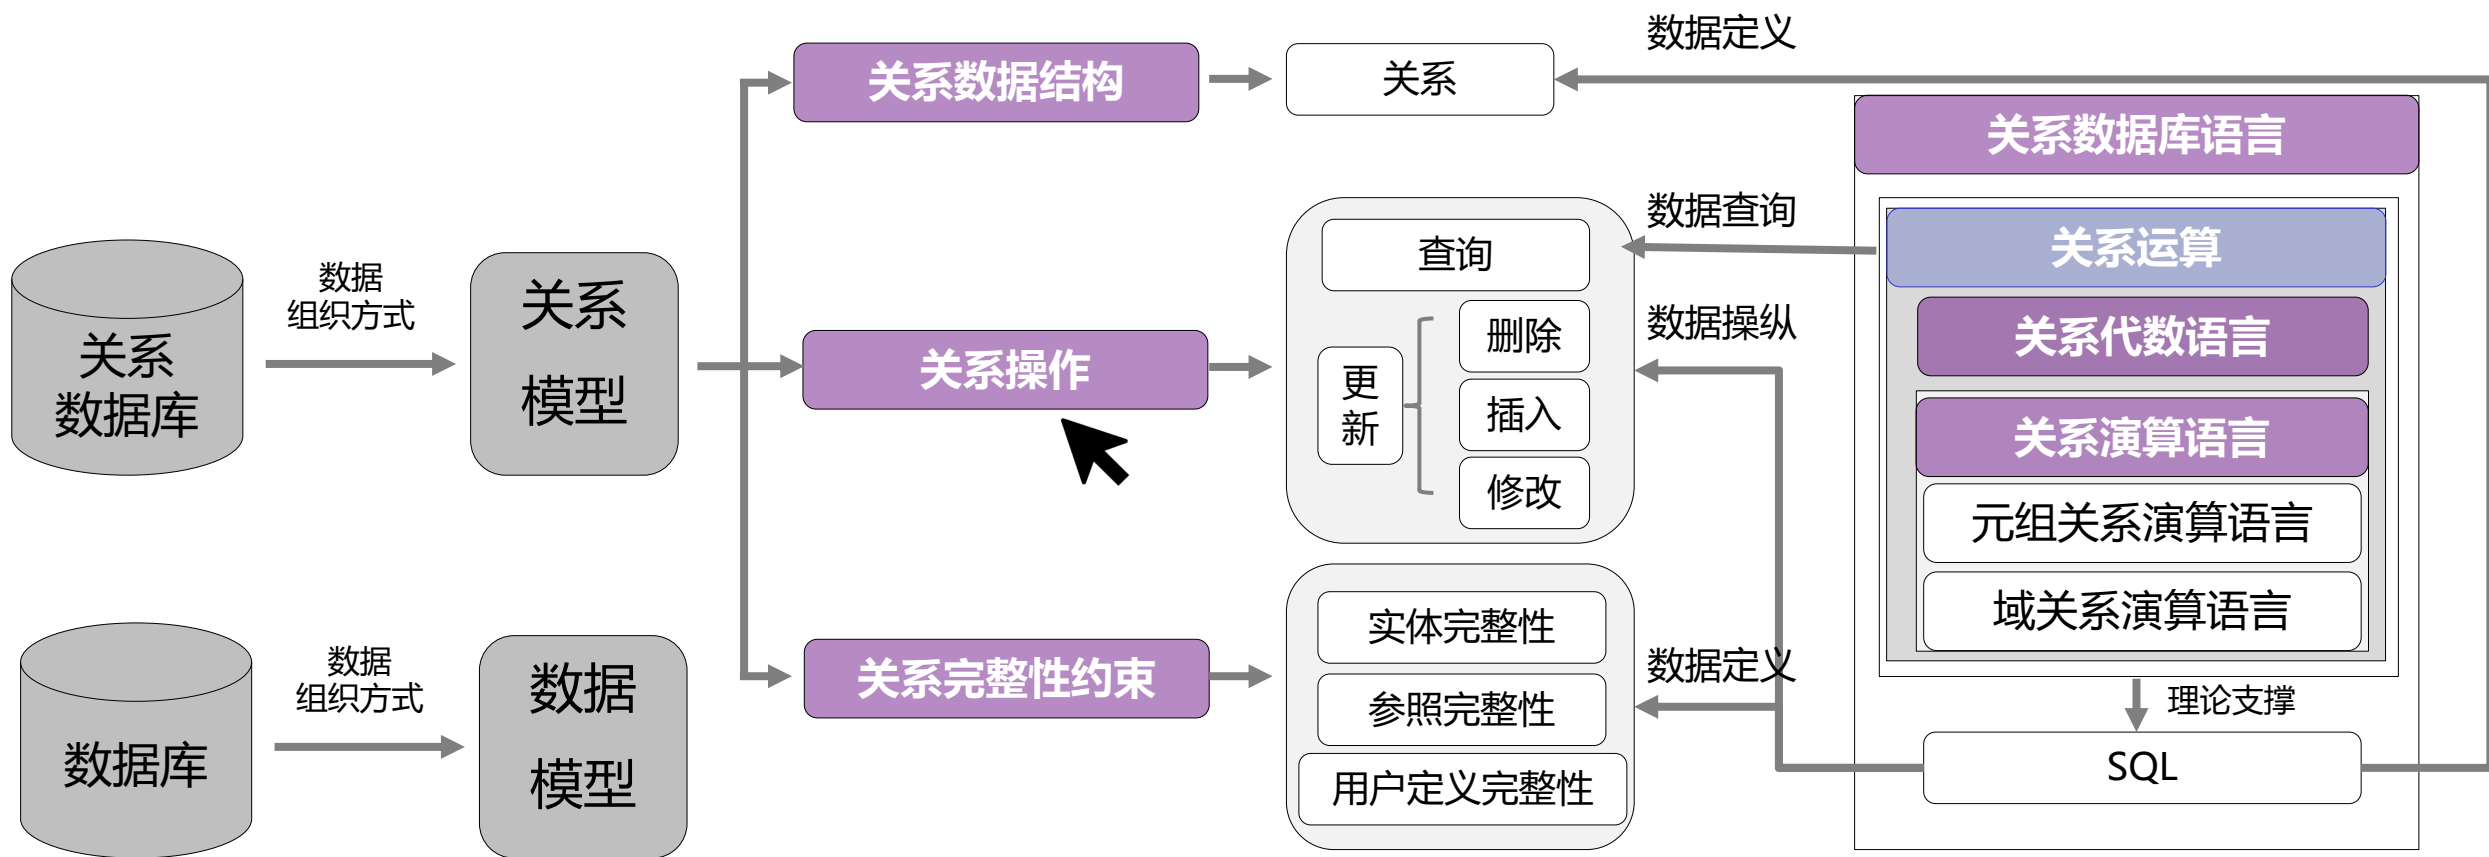 数据定义
关系数据结构
关系
关系数据库语言
数据查询
查询
关系运算
数据
组织方式
关系
模型
关系
数据库
关系操作
数据操纵
删除
更
新
插入
修改
关系代数语言
关系演算语言
元组关系演算语言
域关系演算语言
数据
组织方式
数据
模型
数据库
关系完整性约束
实体完整性
参照完整性
用户定义完整性
数据定义
理论支撑
SQL